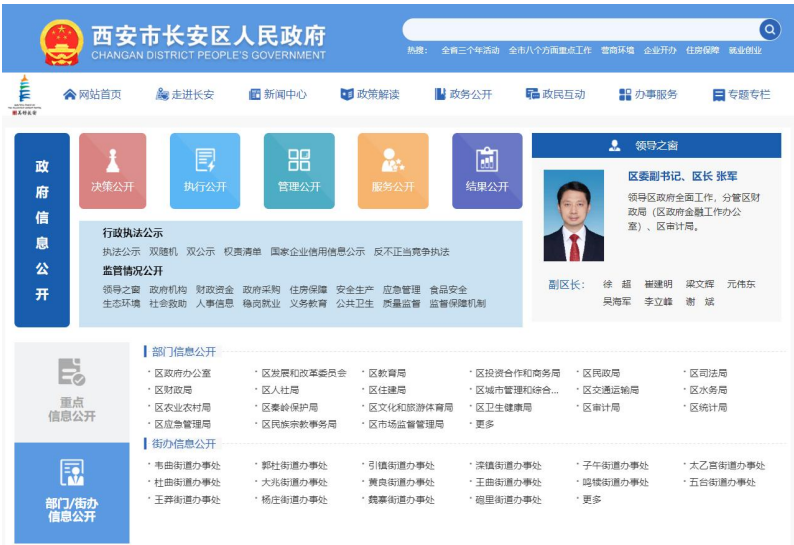 西安市长安区人民政府
CHANGAN DISTRICT PEOPLE'S GOVERNMENT
热搜： 全省三个年活动 全市八个方面重点工作 营商环境 企业开办 住房保障 就业创业
网站首页 走进长安 新闻中心 政策解读 政务公开 政民互动 办事服务 专题专栏
政府信息公开
决策公开 执行公开 管理公开 服务公开 结果公开
行政执法公示
执法公示 双随机 双公示 权责清单 国家企业信用信息公示 反不正当竞争执法
监管情况公开
领导之窗 政府机构 财政资金 政府采购 住房保障 安全生产 应急管理 食品安全
生态环境 社会救助 人事信息 稳岗就业 义务教育 公共卫生 质量监督 监督保障机制
领导之窗
区委副书记、区长 张军
领导区政府全面工作，分管区财
政局（区政府金融工作办公
室）、区审计局。
副区长： 徐 超 崔建明 梁文辉 元伟东
吴海军 李立峰 谢 斌
重点
信息公开
部门/街办
信息公开
部门信息公开
· 区政府办公室 · 区发展和改革委员会 · 区教育局 · 区投资合作和商务局 · 区民政局 · 区司法局
· 区财政局 · 区人社局 · 区住建局 · 区城市管理和综合... · 区交通运输局 · 区水务局
· 区农业农村局 · 区秦岭保护局 · 区文化和旅游体育局 · 区卫生健康局 · 区审计局 · 区统计局
· 区应急管理局 · 区民族宗教事务局 · 区市场监督管理局 · 更多
街办信息公开
· 韦曲街道办事处 · 郭杜街道办事处 · 引镇街道办事处 · 滦镇街道办事处 · 子午街道办事处 · 太乙宫街道办事处
· 杜曲街道办事处 · 大兆街道办事处 · 黄良街道办事处 · 王曲街道办事处 · 鸣犊街道办事处 · 五台街道办事处
· 王莽街道办事处 · 杨庄街道办事处 · 魏寨街道办事处 · 砲里街道办事处 · 更多